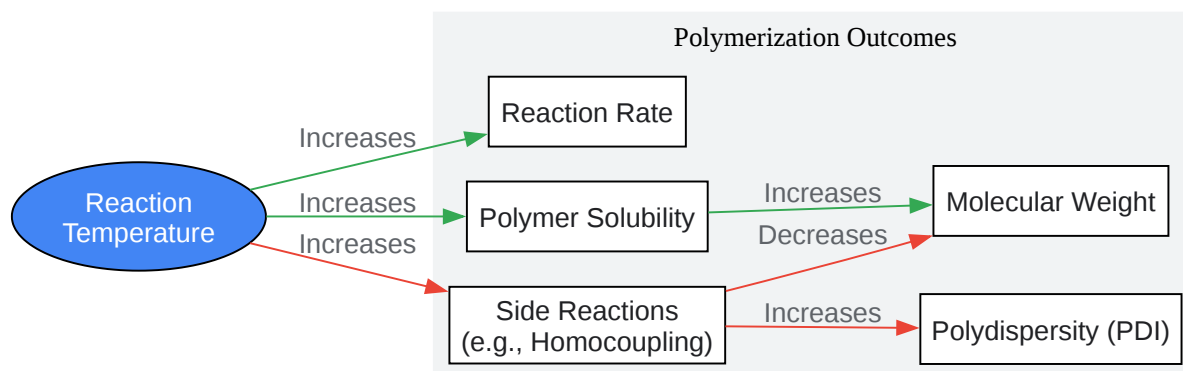 Polymerization Outcomes
Reaction Rate
Increases
Reaction
Temperature
Increases
Polymer Solubility
Increases
Molecular Weight
Decreases
Increases
Side Reactions
(e.g., Homocoupling)
Increases
Polydispersity (PDI)